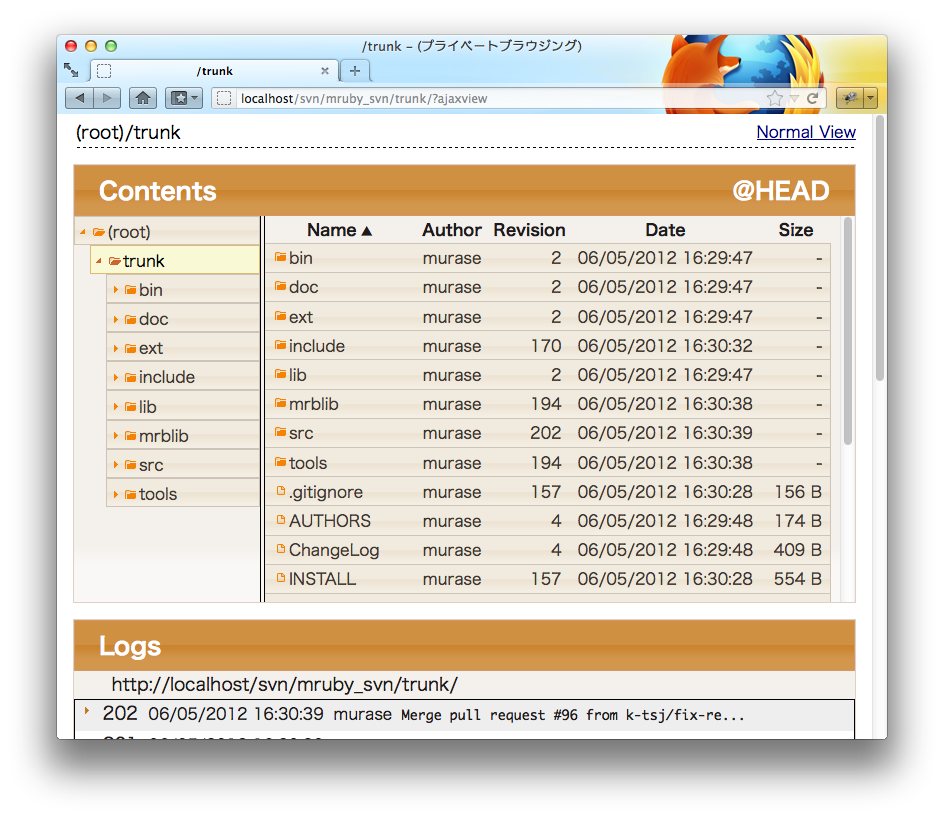 /trunk – (プライベートブラウジング)
/trunk
localhost/svn/mruby_svn/trunk/?ajaxview
(root)/trunk Normal View
Contents @HEAD
(root)
trunk
bin
doc
ext
include
lib
mrblib
src
tools
Name ▲ Author Revision Date Size
bin murase 2 06/05/2012 16:29:47 -
doc murase 2 06/05/2012 16:29:47 -
ext murase 2 06/05/2012 16:29:47 -
include murase 170 06/05/2012 16:30:32 -
lib murase 2 06/05/2012 16:29:47 -
mrblib murase 194 06/05/2012 16:30:38 -
src murase 202 06/05/2012 16:30:39 -
tools murase 194 06/05/2012 16:30:38 -
.gitignore murase 157 06/05/2012 16:30:28 156 B
AUTHORS murase 4 06/05/2012 16:29:48 174 B
ChangeLog murase 4 06/05/2012 16:29:48 409 B
INSTALL murase 157 06/05/2012 16:30:28 554 B
Logs
http://localhost/svn/mruby_svn/trunk/
202 06/05/2012 16:30:39 murase Merge pull request #96 from k-tsj/fix-re...